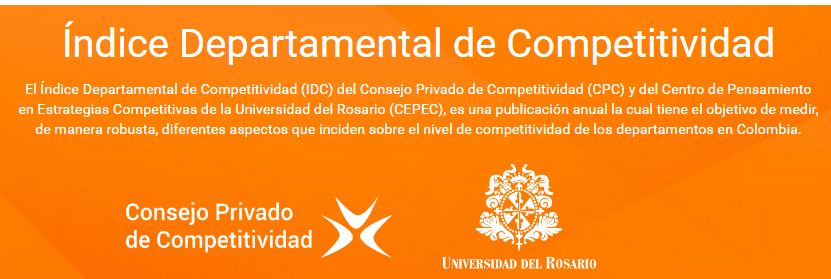 Índice Departamental de Competitividad
El Índice Departamental de Competitividad (IDC) del Consejo Privado de Competitividad (CPC) y del Centro de Pensamiento
en Estrategias Competitivas de la Universidad del Rosario (CEPEC), es una publicación anual la cual tiene el objetivo de medir,
de manera robusta, diferentes aspectos que inciden sobre el nivel de competitividad de los departamentos en Colombia.
Consejo Privado
de Competitividad
UNIVERSIDAD DEL ROSARIO